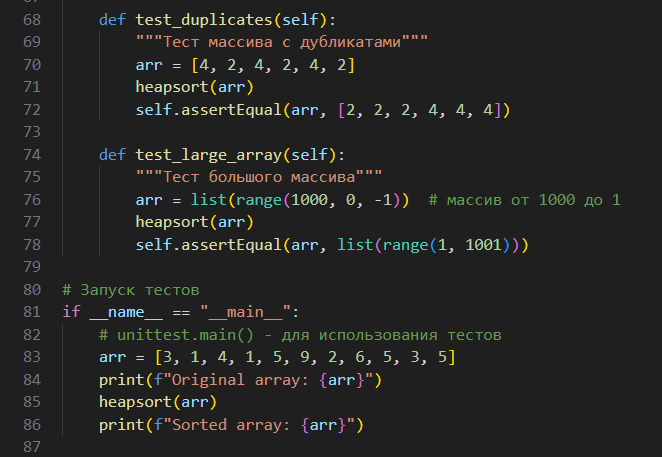 68 def test_duplicates(self):
69 """Тест массива с дубликатами"""
70 arr = [4, 2, 4, 2, 4, 2]
71 heapsort(arr)
72 self.assertEqual(arr, [2, 2, 2, 4, 4, 4])
73
74 def test_large_array(self):
75 """Тест большого массива"""
76 arr = list(range(1000, 0, -1))  # массив от 1000 до 1
77 heapsort(arr)
78 self.assertEqual(arr, list(range(1, 1001)))
79
80 # Запуск тестов
81 if __name__ == "__main__":
82 # unittest.main() - для использования тестов
83 arr = [3, 1, 4, 1, 5, 9, 2, 6, 5, 3, 5]
84 print(f"Original array: {arr}")
85 heapsort(arr)
86 print(f"Sorted array: {arr}")
87